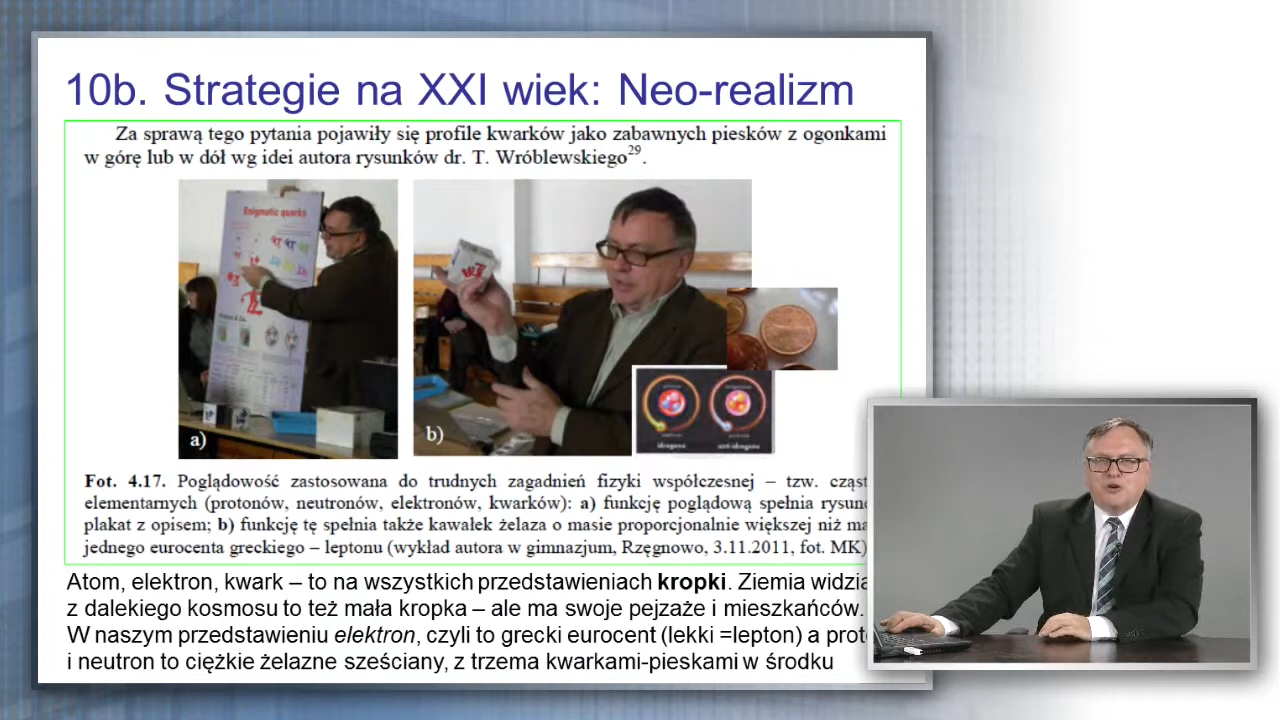 10b. Strategie na XXI wiek: Neo-realizm
Za sprawą tego pytania pojawiły się profile kwarków jako zabawnych piesków z ogonkami
w górę lub w dół wg idei autora rysunków dr. T. Wróblewskiego29.
Enigmatic quarks
a)
b)
idrogeno
anti-idrogeno
Fot. 4.17. Poglądowość zastosowana do trudnych zagadnień fizyki współczesnej – tzw. cząst
elementarnych (protonów, neutronów, elektronów, kwarków): a) funkcję poglądową spełnia rysun
plakat z opisem; b) funkcję tę spełnia także kawałek żelaza o masie proporcjonalnie większej niż ma
jednego eurocenta greckiego – leptonu (wykład autora w gimnazjum, Rzęgnowo, 3.11.2011, fot. MK)
Atom, elektron, kwark – to na wszystkich przedstawieniach kropki. Ziemia widzia
z dalekiego kosmosu to też mała kropka – ale ma swoje pejzaże i mieszkańców.
W naszym przedstawieniu elektron, czyli to grecki eurocent (lekki =lepton) a prot
i neutron to ciężkie żelazne sześciany, z trzema kwarkami-pieskami w środku